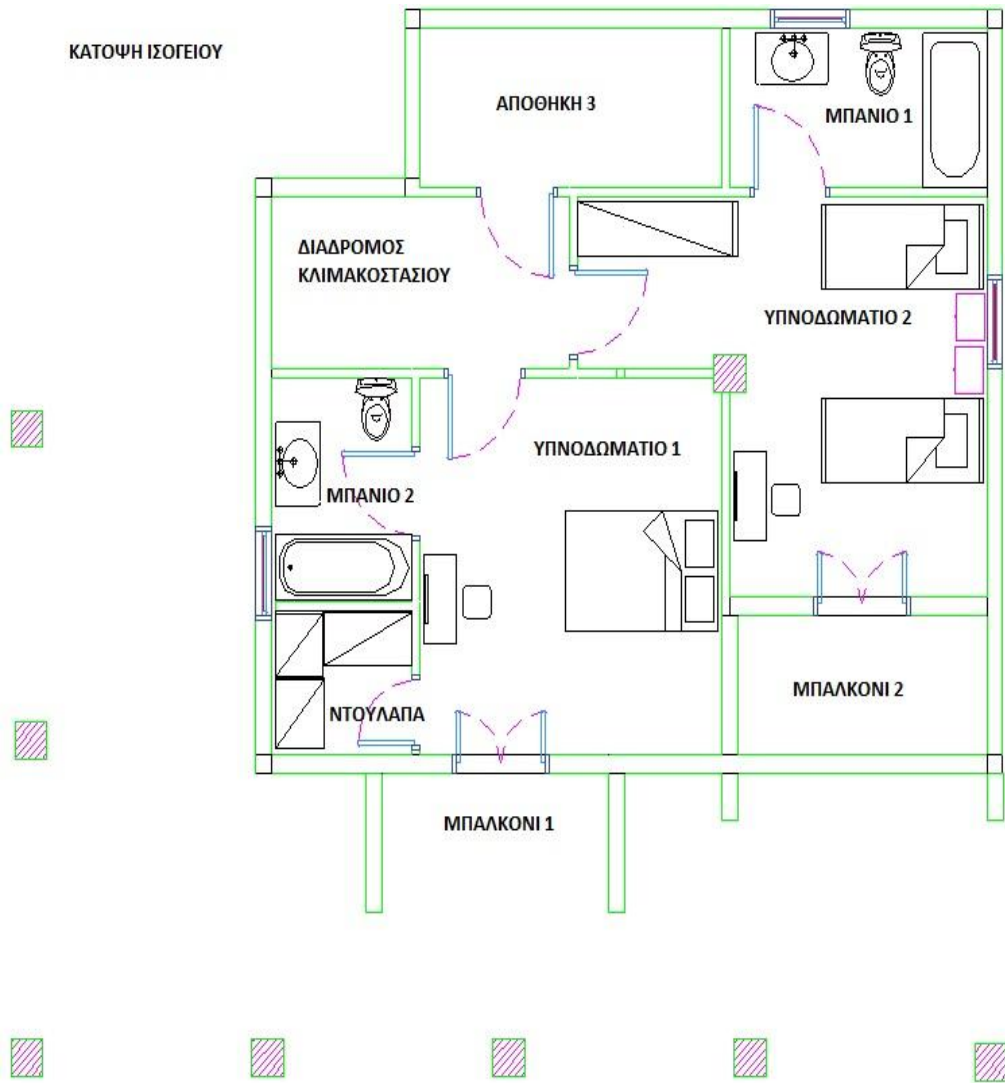 ΚΑΤΟΨΗ ΙΣΟΓΕΙΟΥ
ΑΠΟΘΗΚΗ 3
ΜΠΑΝΙΟ 1
ΔΙΑΔΡΟΜΟΣ
ΚΛΙΜΑΚΟΣΤΑΣΙΟΥ
ΥΠΝΟΔΩΜΑΤΙΟ 2
ΥΠΝΟΔΩΜΑΤΙΟ 1
ΜΠΑΝΙΟ 2
ΝΤΟΥΛΑΠΑ
ΜΠΑΛΚΟΝΙ 2
ΜΠΑΛΚΟΝΙ 1